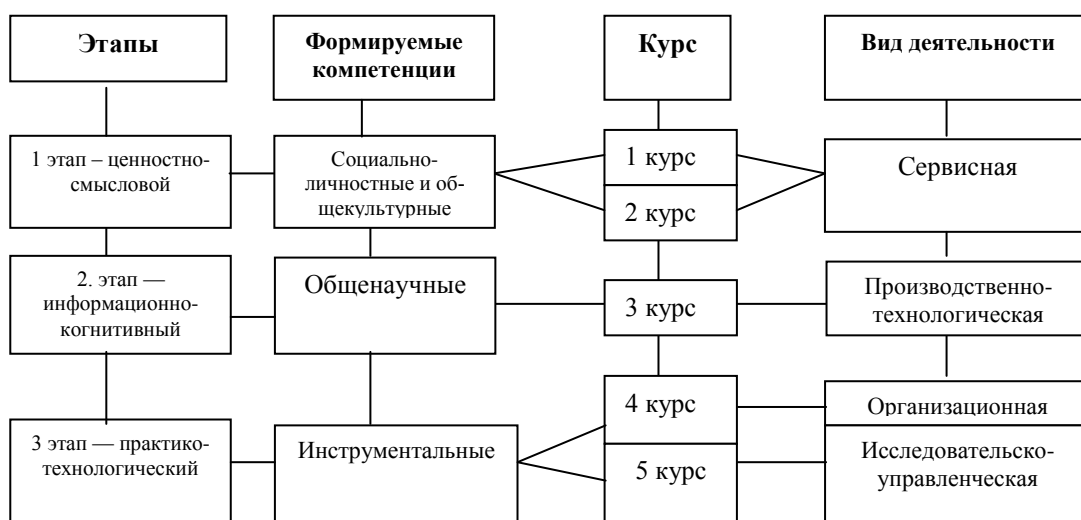 Этапы
Формируемые
компетенции
Курс
Вид деятельности
1 этап – ценностно-
смысловой
Социально-
личностные и об-
щекультурные
1 курс
2 курс
Сервисная
2. этап —
информационно-
когнитивный
Общенаучные
3 курс
Производственно-
технологическая
3 этап — практико-
технологический
Инструментальные
4 курс
5 курс
Организационная
Исследовательско-
управленческая